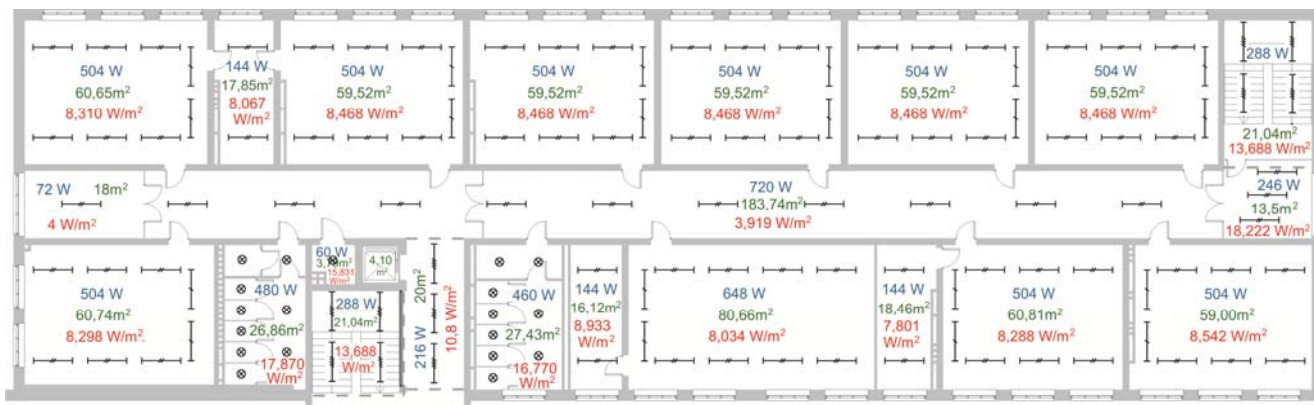 504 W
60,65m²
8,310 W/m²
144 W
17,85m²
8,067
W/m²
504 W
59,52m²
8,468 W/m²
504 W
59,52m²
8,468 W/m²
504 W
59,52m²
8,468 W/m²
504 W
59,52m²
8,468 W/m²
504 W
59,52m²
8,468 W/m²
288 W
21,04m²
13,688 W/m²
72 W
18m²
4 W/m²
720 W
183,74m²
3,919 W/m²
246 W
13,5m²
18,222 W/m²
504 W
60,74m²
8,298 W/m².
480 W
26,86m²
17,870
W/m²
60 W
15,831
W/m²
4,10
m²
288 W
21,04m²
13,688
W/m²
216 W
20m²
10,8 W/m²
460 W
27,43m²
16,770
W/m²
144 W
16,12m²
8,933
W/m²
648 W
80,66m²
8,034 W/m²
144 W
18,46m²
7,801
W/m²
504 W
60,81m²
8,288 W/m²
504 W
59,00m²
8,542 W/m²